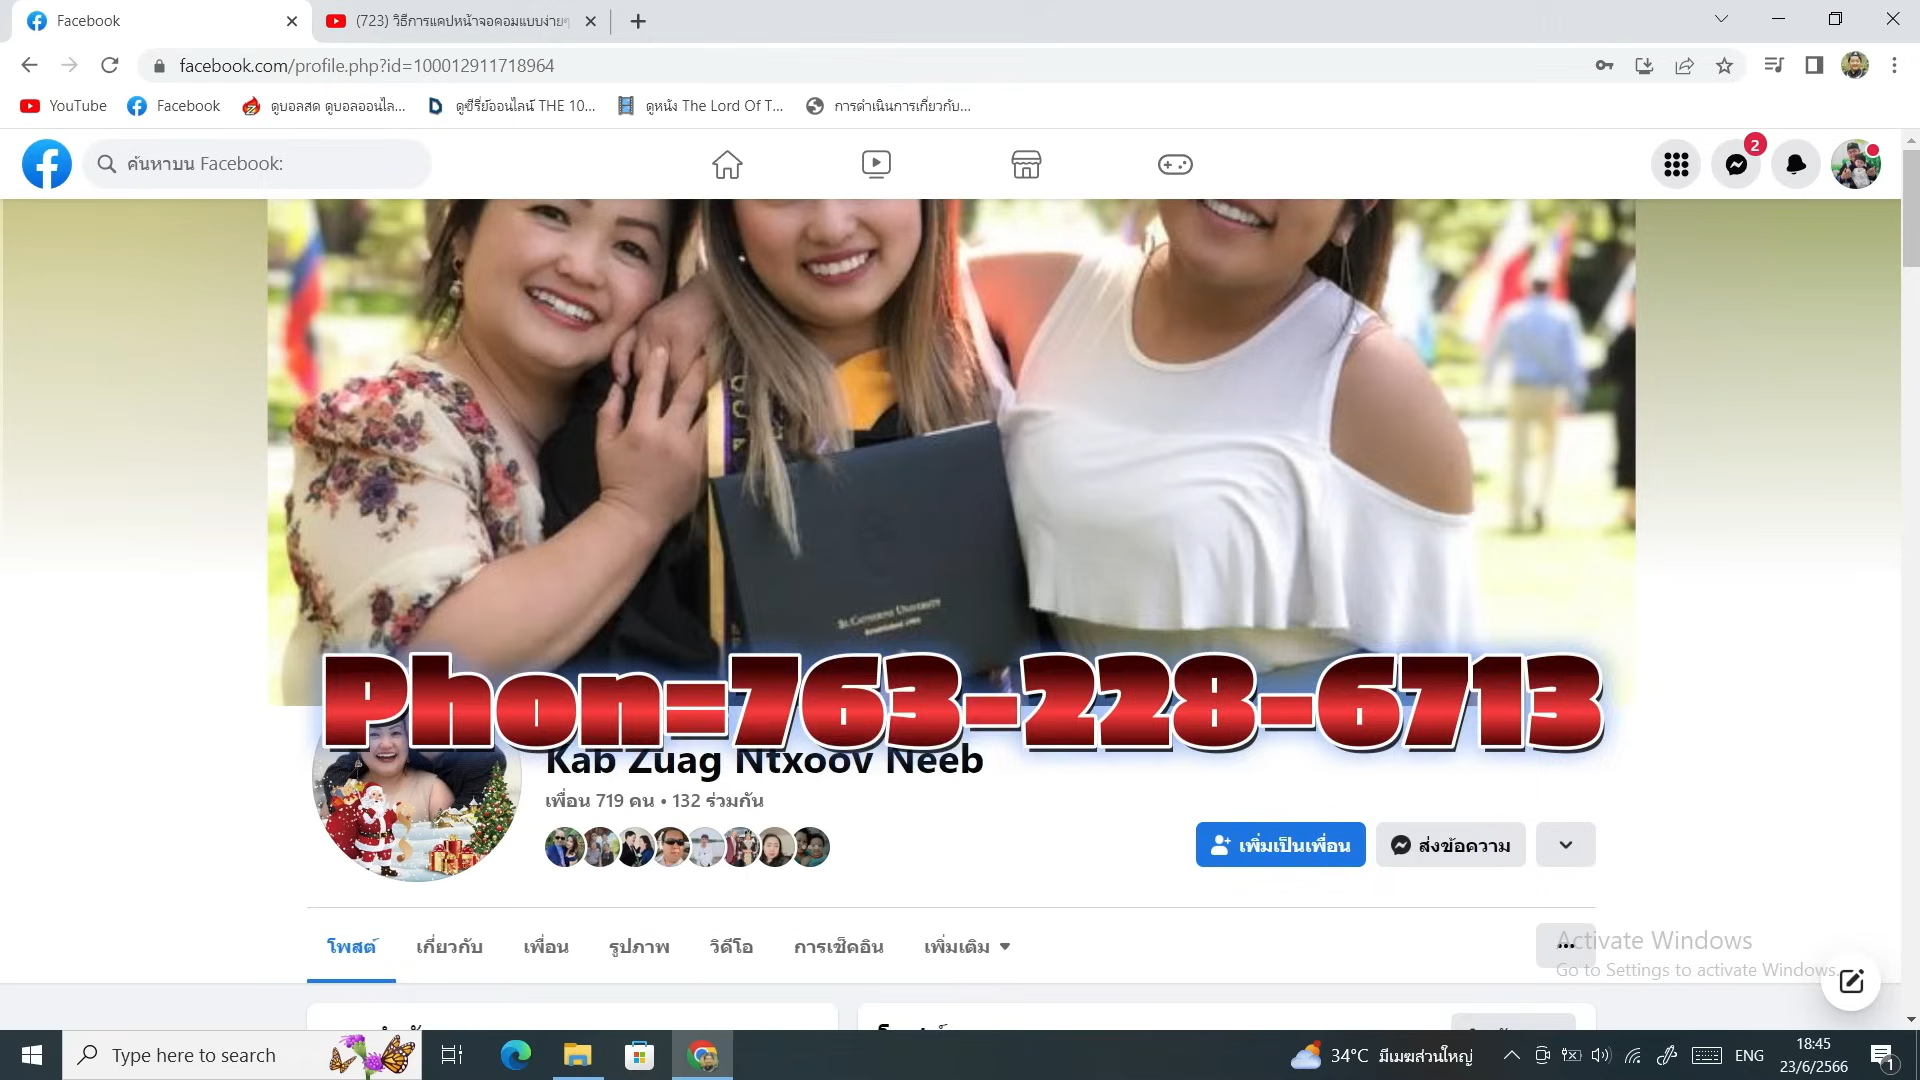 Facebook
(723) วิธีการแคปหน้าจอคอมแบบง่ายๆ
facebook.com/profile.php?id=100012911718964
YouTube
Facebook
ดูบอลสด ดูบอลออนไล...
ดูซีรี่ย์ออนไลน์ THE 10...
ดูหนัง The Lord Of T...
การดำเนินการเกี่ยวกับ...
ค้นหาบน Facebook:
2
St. Catherine University
Phon=763-228-6713
Kab Zuag Ntxoov Neeb
เพื่อน 719 คน • 132 ร่วมกัน
เพิ่มเป็นเพื่อน
ส่งข้อความ
โพสต์
เกี่ยวกับ
เพื่อน
รูปภาพ
วิดีโอ
การเช็คอิน
เพิ่มเติม
Activate Windows
Go to Settings to activate Windows.
Type here to search
34°C มีเมฆส่วนใหญ่
ENG
18:45
23/6/2566
1